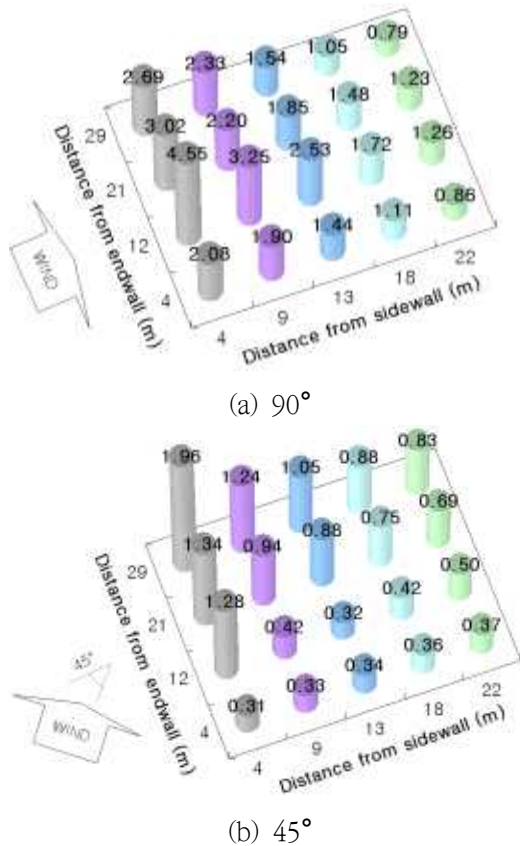 2.69 2.33 1.54 1.05 0.79
3.02 2.20 1.85 1.48 1.23
4.55 3.25 2.53 1.72 1.26
2.08 1.90 1.44 1.11 0.86
29
21
12
4
Distance from endwall (m)
WIND
4 9 13 18 22
Distance from sidewall (m)
(a) 90°
1.96 1.24 1.05 0.88 0.83
1.34 0.94 0.88 0.75 0.69
1.28 0.42 0.32 0.42 0.50
0.31 0.33 0.34 0.36 0.37
29
21
12
4
Distance from endwall (m)
45°
WIND
4 9 13 18 22
Distance from sidewall (m)
(b) 45°